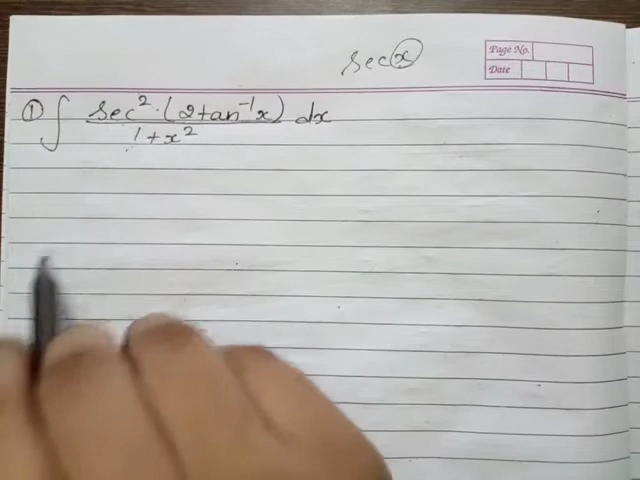 sec x
Page No.
Date
① ∫ sec². (2tan⁻¹x) dx
1+x²